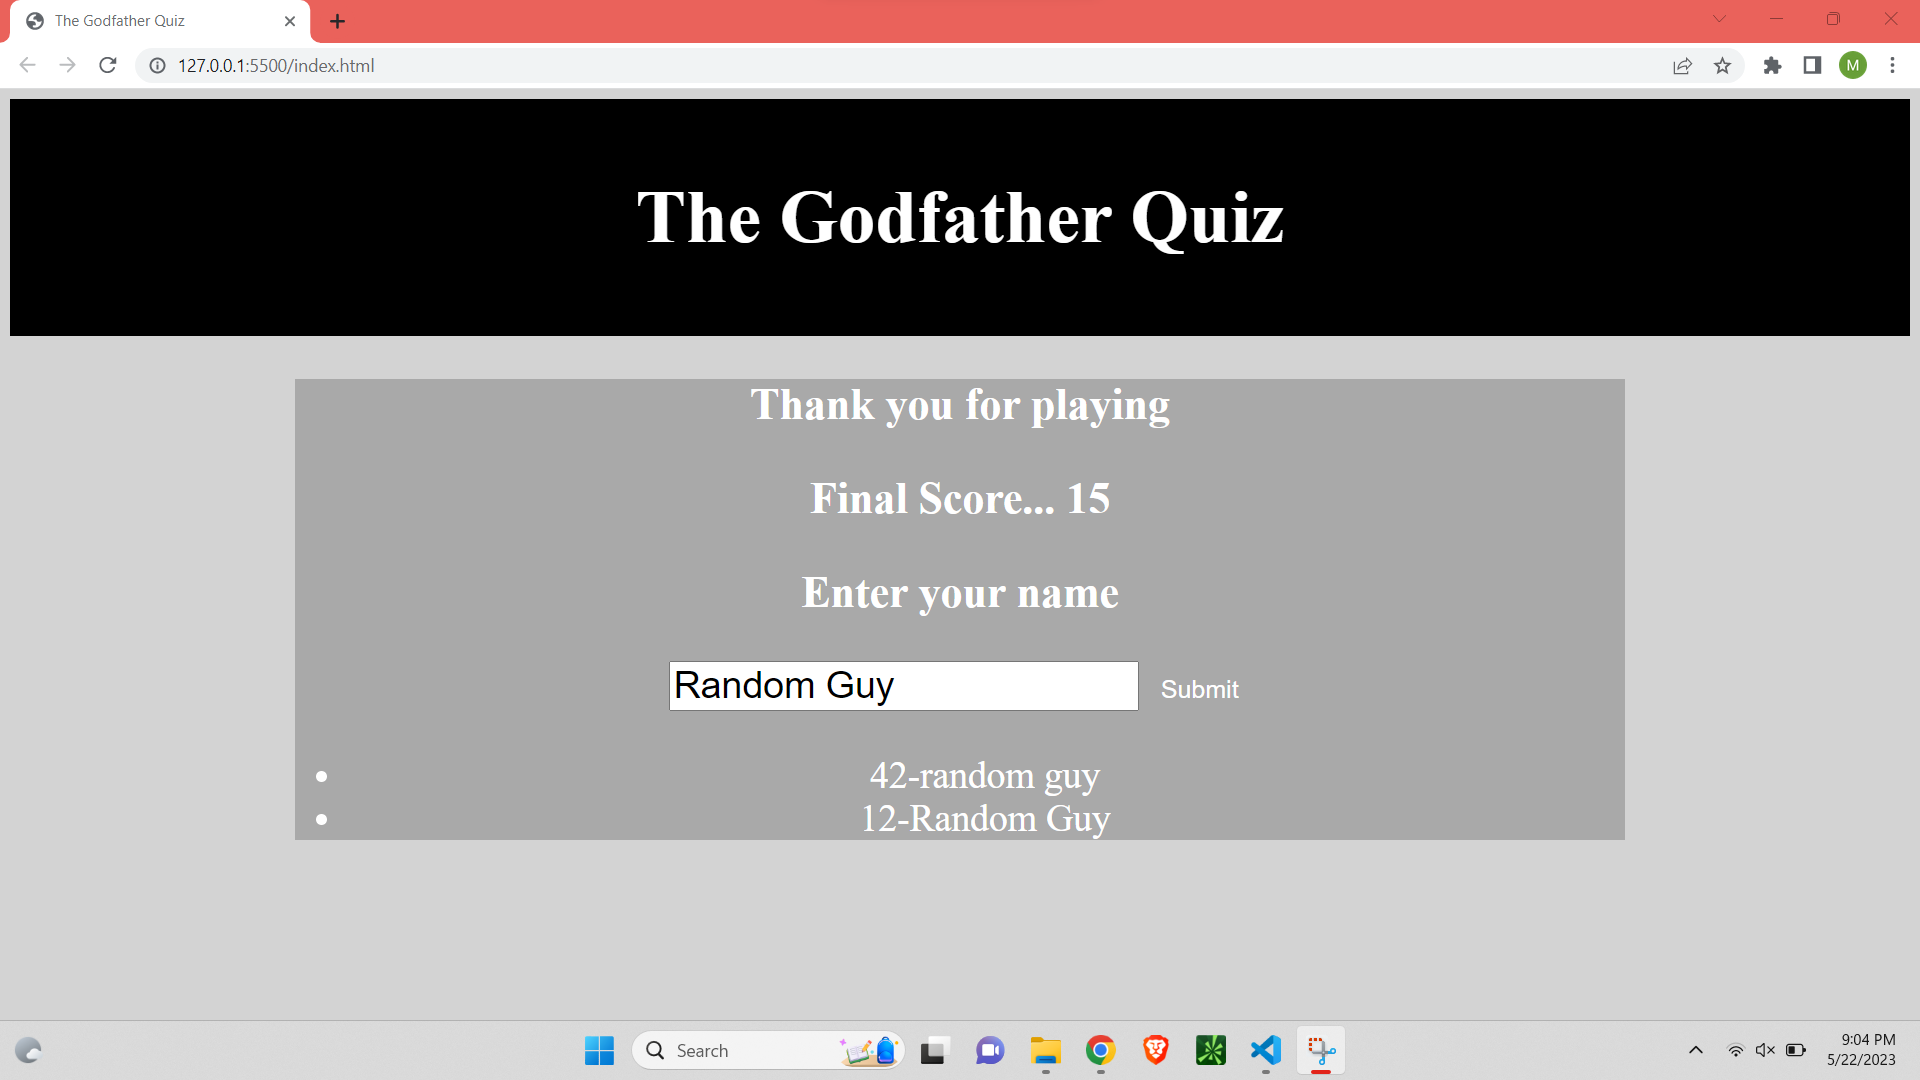 The Godfather Quiz
127.0.0.1:5500/index.html
M
The Godfather Quiz
Thank you for playing
Final Score... 15
Enter your name
Random Guy Submit
42-random guy
12-Random Guy
Search
9:04 PM
5/22/2023